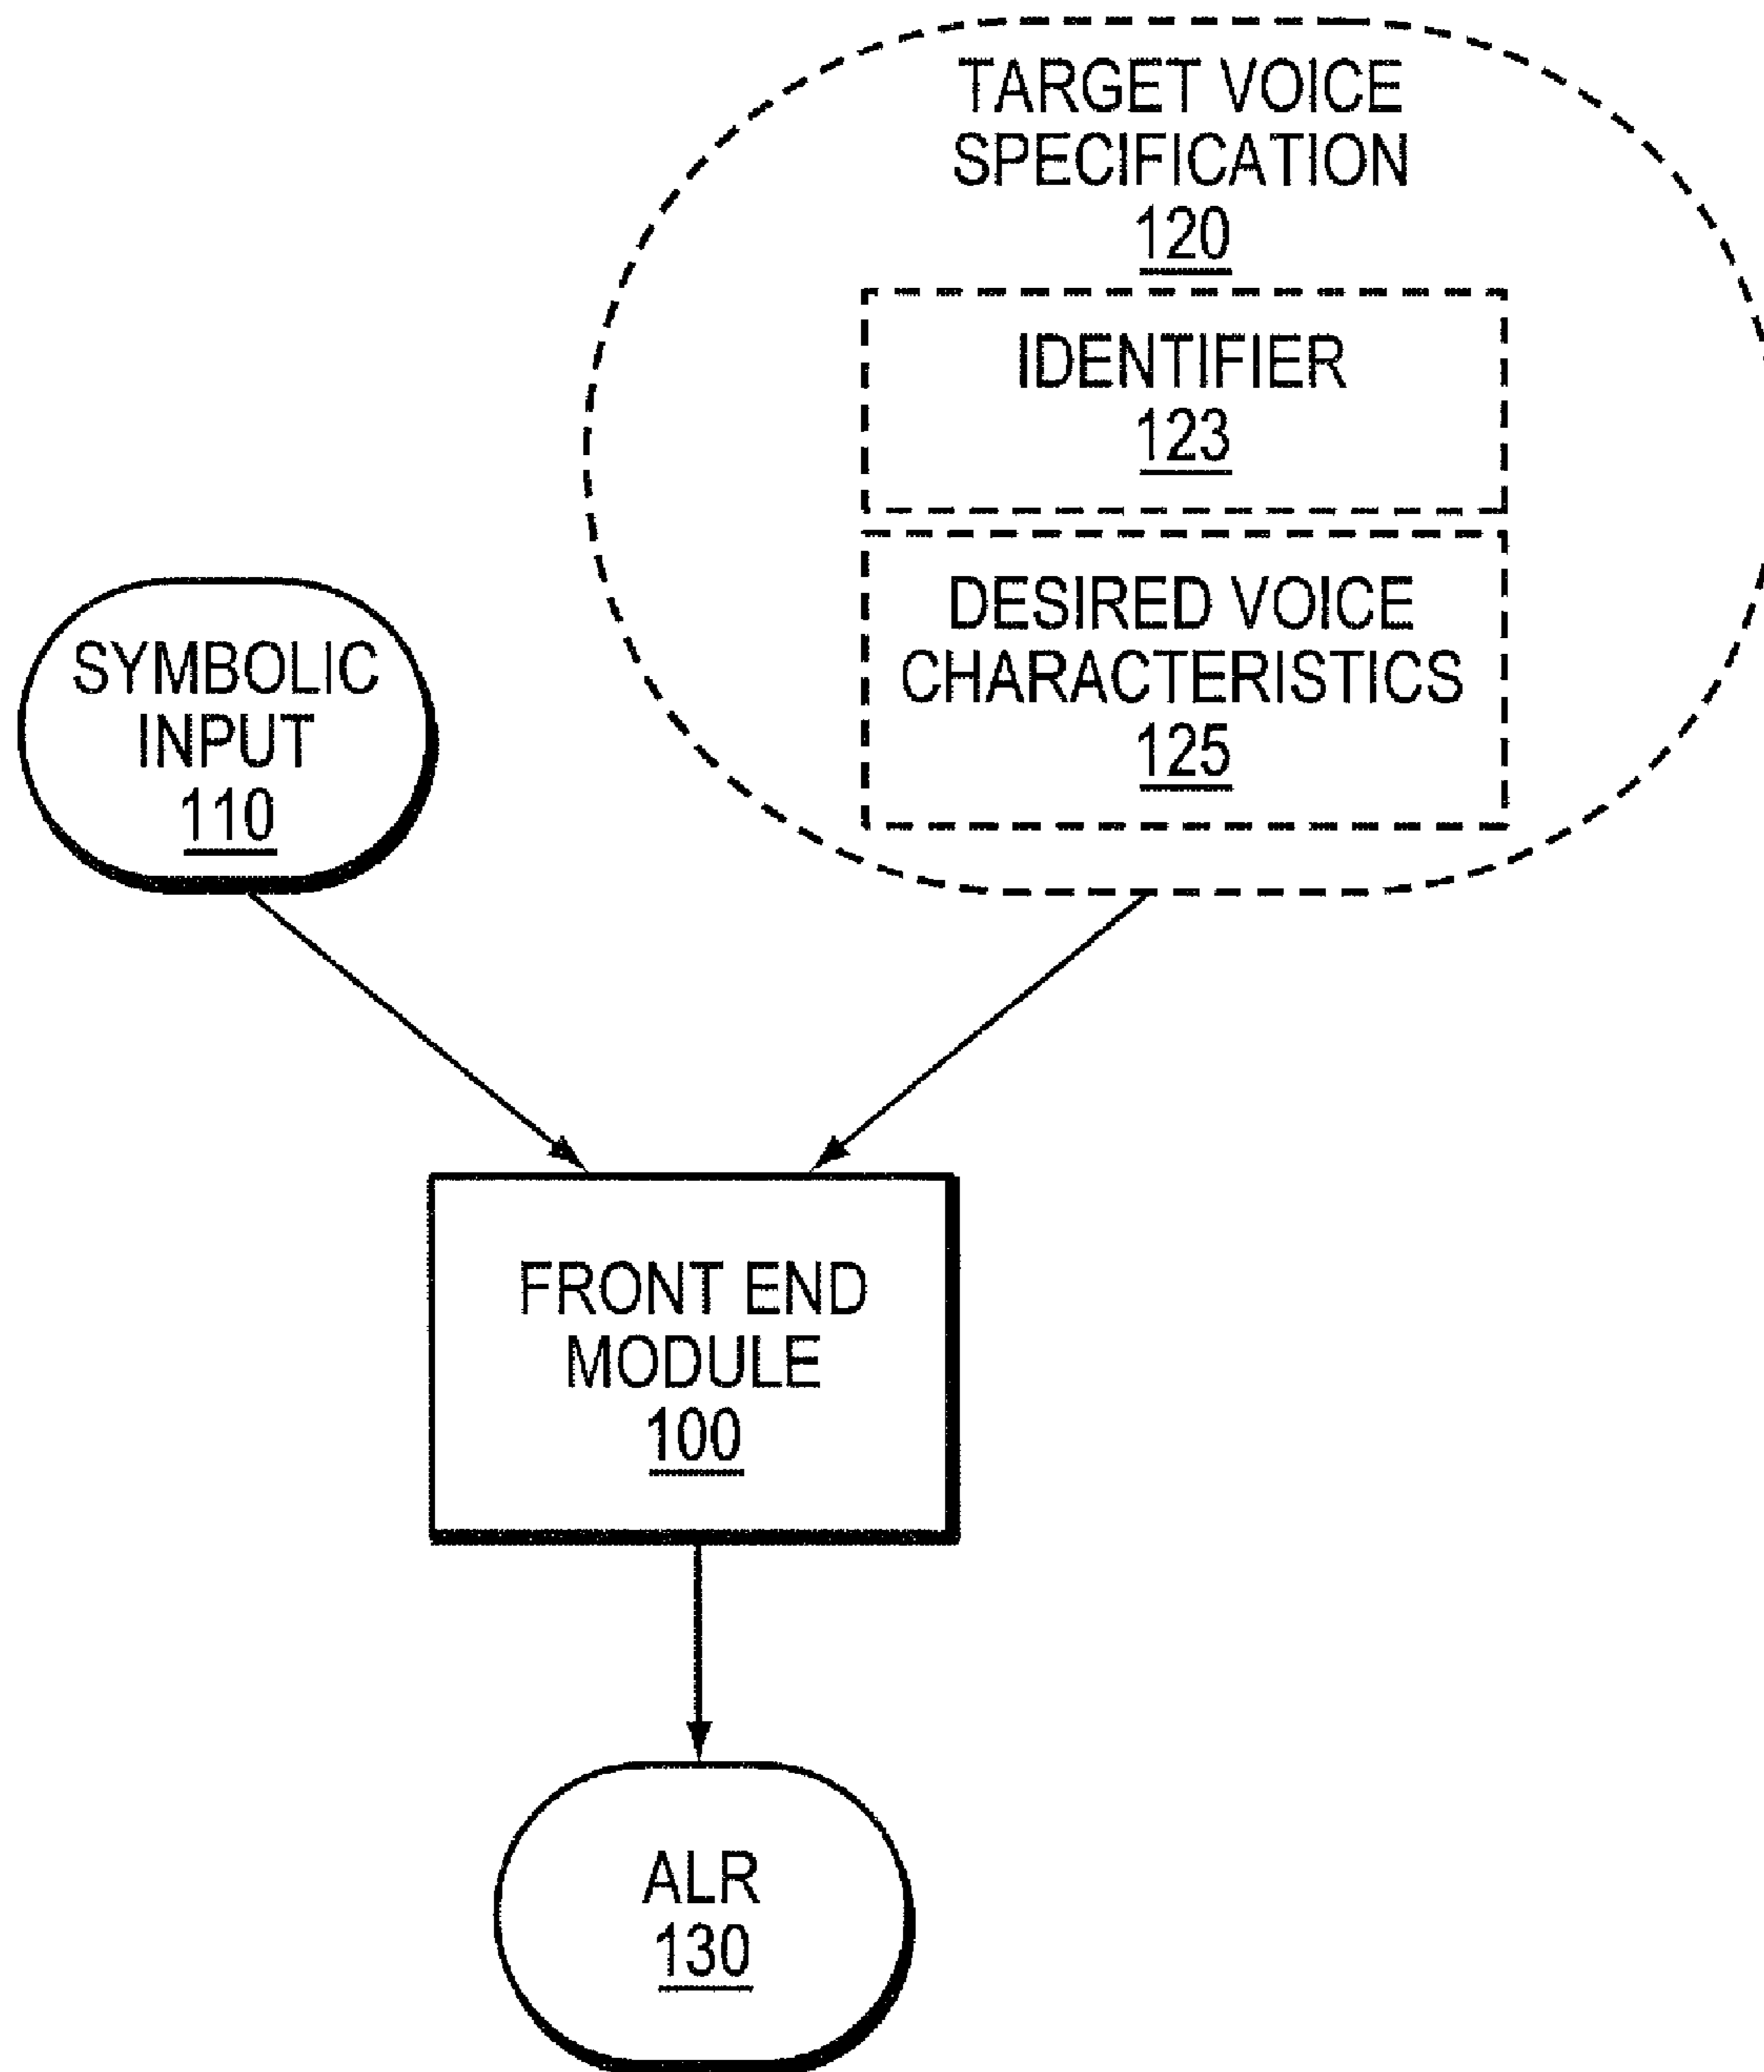 TARGET VOICE
SPECIFICATION
120
IDENTIFIER
123
DESIRED VOICE
CHARACTERISTICS
125
SYMBOLIC
INPUT
110
FRONT END
MODULE
100
ALR
130